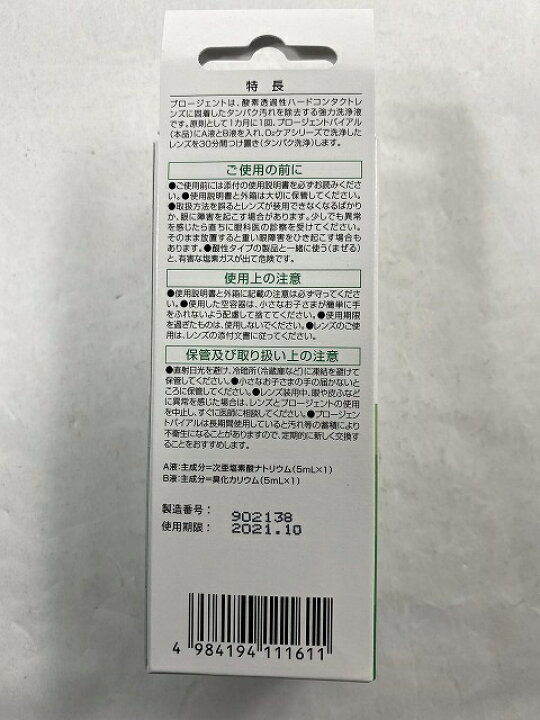 特長
プロージェントは、酸素透過性ハードコンタクトレ
ンズに固着したタンパク汚れを除去する強力洗浄液
です。原則として1カ月に1回、プロージェントバイアル
(本品)にA液とB液を入れ、O₂ケアシリーズで洗浄した
レンズを30分間つけ置き(タンパク洗浄)します。
ご使用の前に
●ご使用前には添付の使用説明書を必ずお読みくださ
い。●使用説明書と外箱は大切に保管してください。
●取扱方法を誤るとレンズが装用できなくなるばかり
か、眼に障害を起こす場合があります。少しでも異常
を感じたら直ちに眼科医の診察を受けてください。
そのまま放置すると重い眼障害をひき起こす場合も
あります。●酸性タイプの製品と一緒に使う(まぜる)
と、有害な塩素ガスが出て危険です。
使用上の注意
●使用説明書と外箱に記載の注意は必ず守ってくださ
い。●使用した空容器は、小さなお子さまが簡単に手
をふれないよう配慮して捨ててください。●使用期限
を過ぎたものは、使用しないでください。●レンズのご使
用は、レンズの添付文書に従ってください。
保管及び取り扱い上の注意
●直射日光を避け、冷暗所(冷蔵庫など)に凍結を避けて
保管してください。●小さなお子さまの手の届かないと
ころに保管してください。●レンズ装用中、眼や皮ふなど
に異常を感じた場合は、レンズとプロージェントの使用
を中止し、すぐに医師に相談してください。●プロージェン
トバイアルは長期間使用していると汚れ等の蓄積により
不衛生になることがありますので、定期的に新しく交換す
ることをおすすめします。
A液:主成分=次亜塩素酸ナトリウム(5mL×1)
B液:主成分=臭化カリウム(5mL×1)
製造番号: 902138
使用期限: 2021.10
4 984194 111611